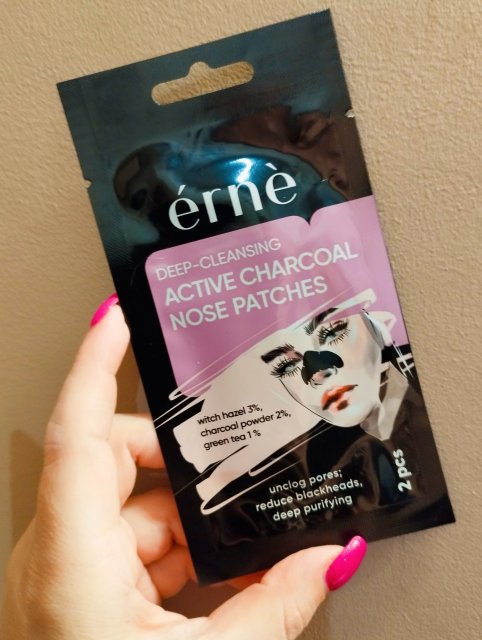 érnè
DEEP-CLEANSING
ACTIVE CHARCOAL
NOSE PATCHES
witch hazel 3%,
charcoal powder 2%,
green tea 1 %
unclog pores;
reduce blackheads,
deep purifying
2 pcs